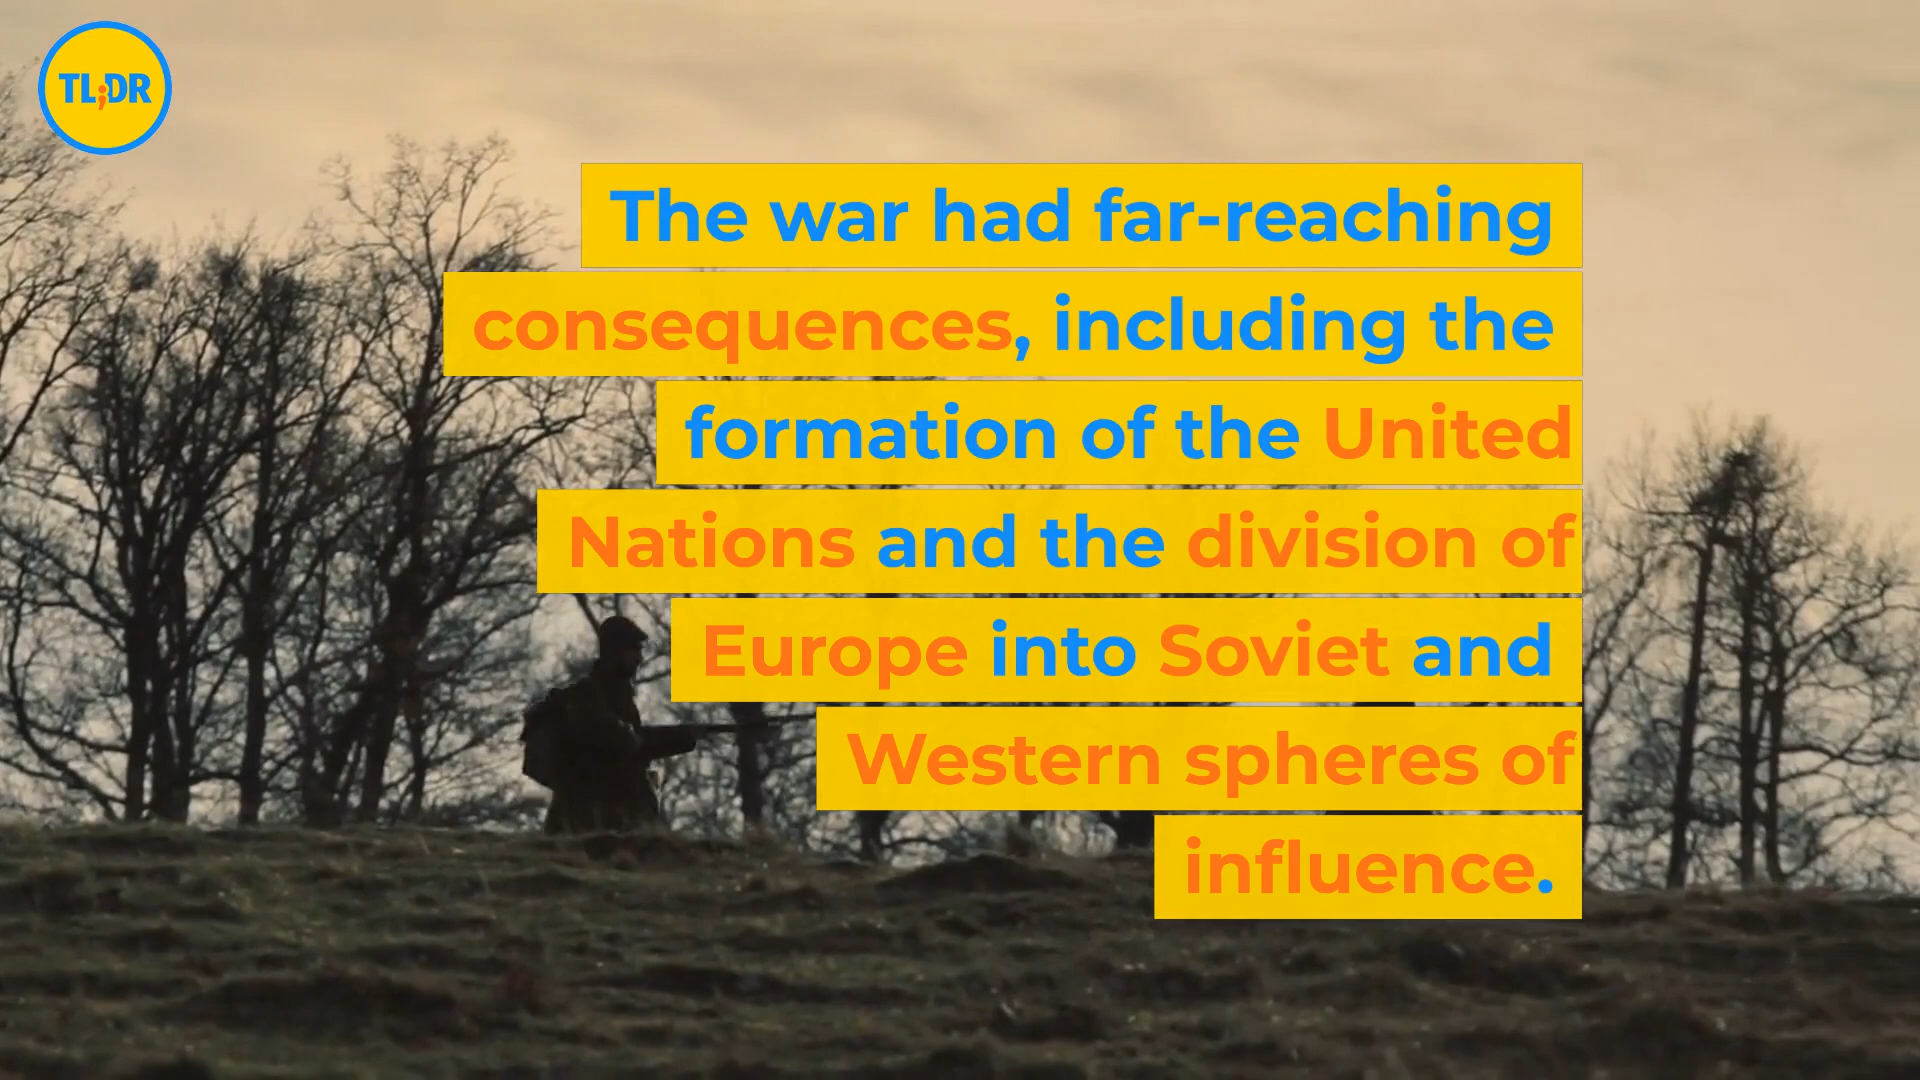 TL;DR
The war had far-reaching
consequences, including the
formation of the United
Nations and the division of
Europe into Soviet and
Western spheres of
influence.